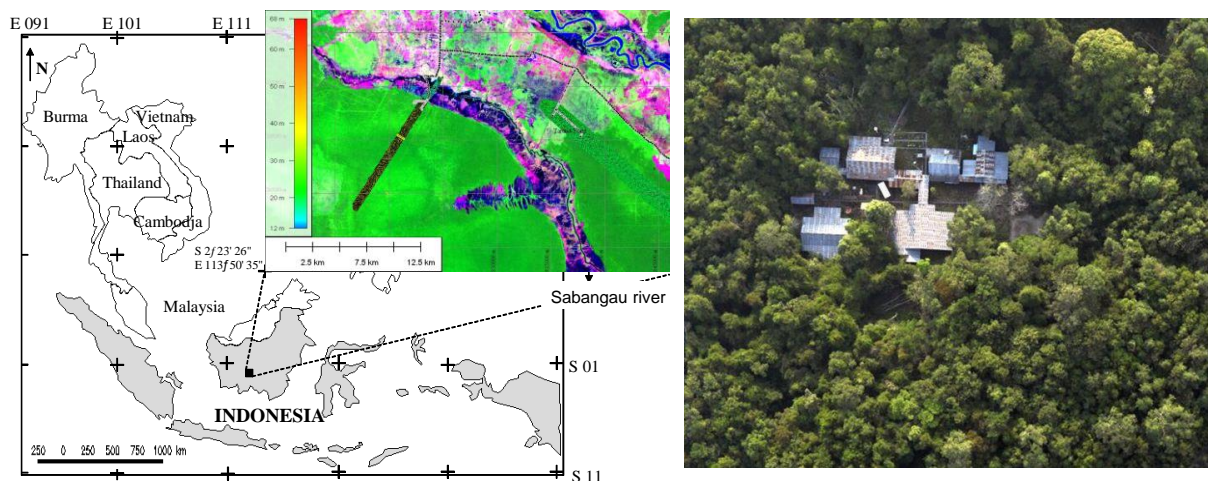 E 091
E 101
E 111
N
Burma
Vietnam
Laos
Thailand
Cambodja
S 2ƒ 23' 26"
E 113ƒ 50' 35"
Malaysia
INDONESIA
Sabangau river
S 01
S 11
250 0 250 500 750 1000 km
68 m
60 m
50 m
40 m
30 m
20 m
12 m
2.5 km 7.5 km 12.5 km